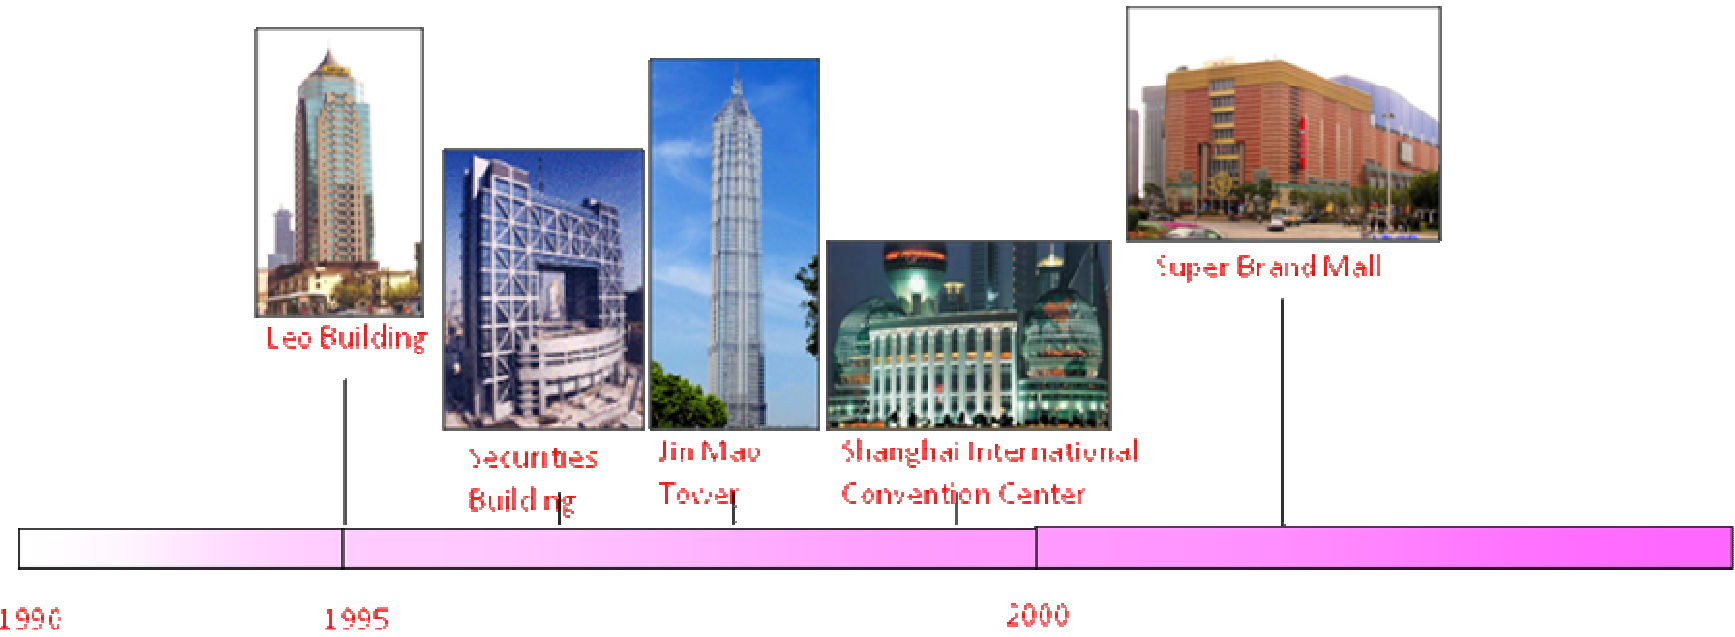 Leo Building
Securities
Building
Jin Mao
Tower
Shanghai International
Convention Center
Super Brand Mall
1990
1995
2000